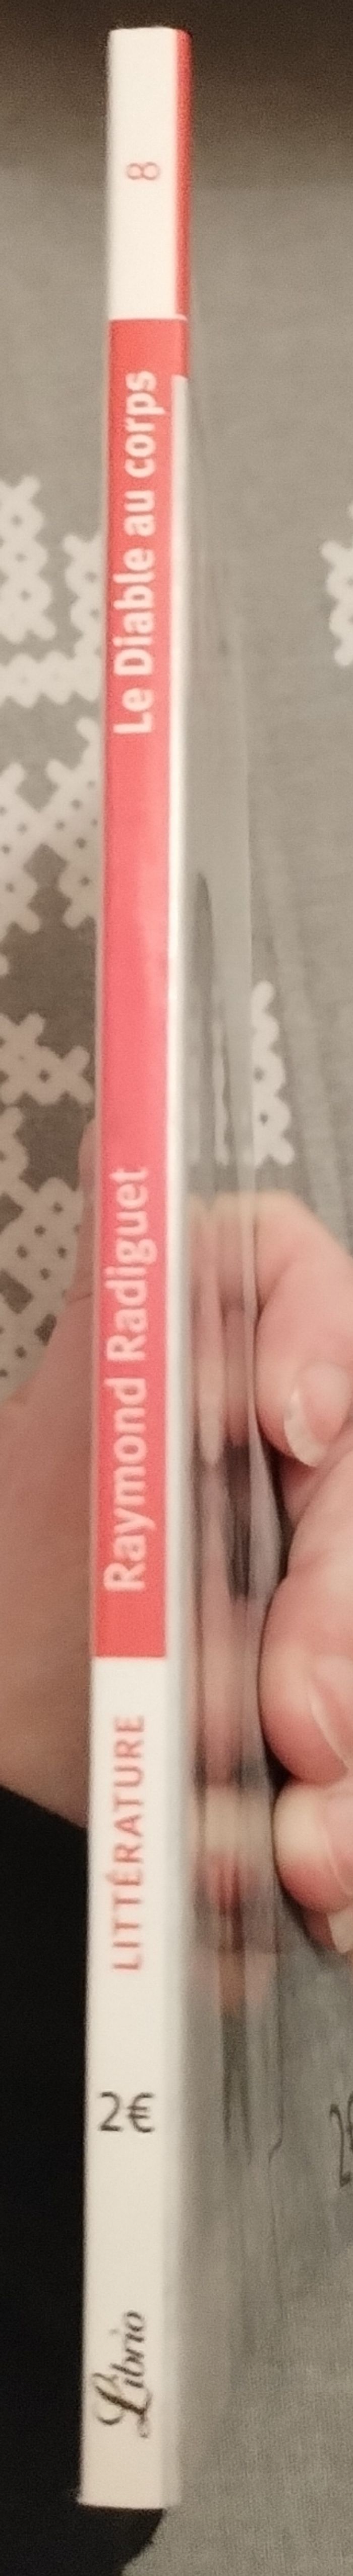 8
Le Diable au corps
Raymond Radiguet
LITTÉRATURE
2€
Librio